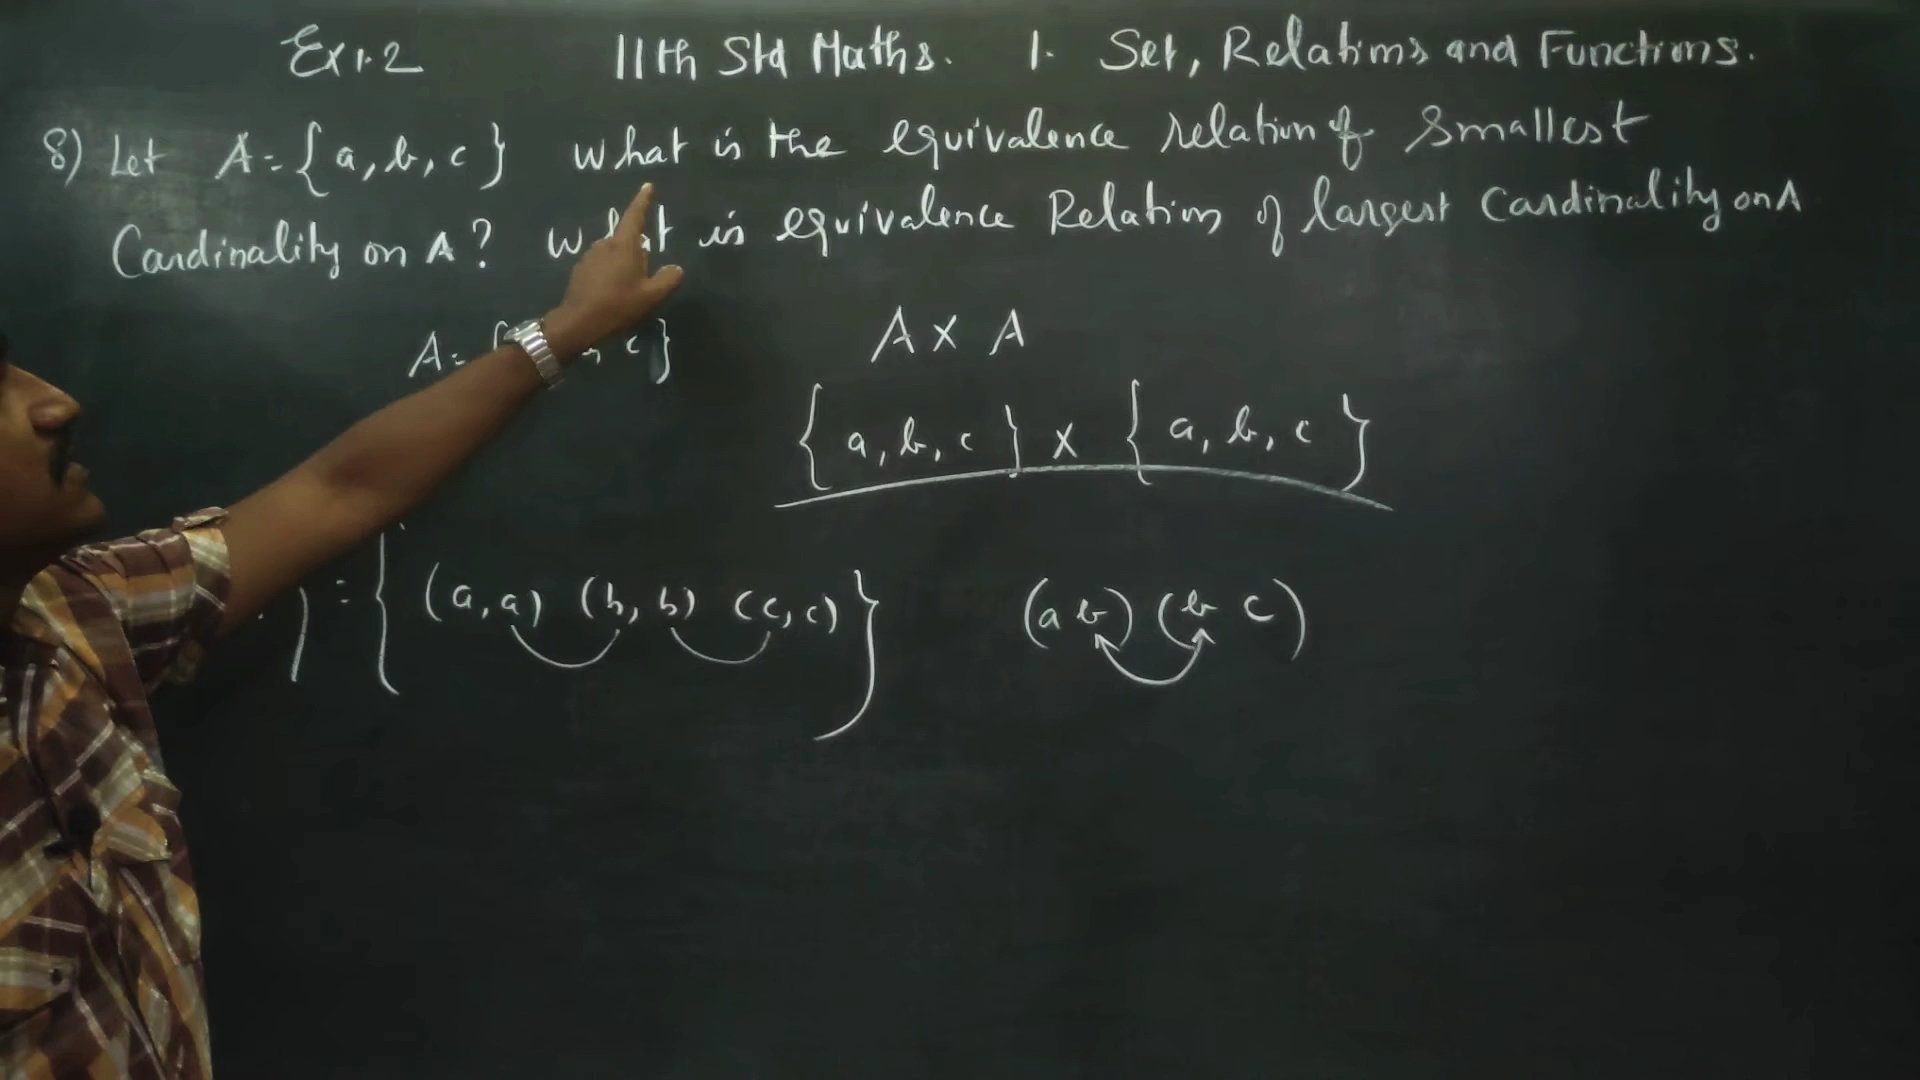 Ex 1.2 11th Std Maths. 1. Set, Relations and Functions.
8) Let A = {a, b, c} What is the equivalence relation of smallest
Cardinality on A? What is equivalence Relation of largest Cardinality on A
A = { c} A × A
{a, b, c} × {a, b, c}
) = { (a, a) (b, b) (c, c) } (a b) (b c)